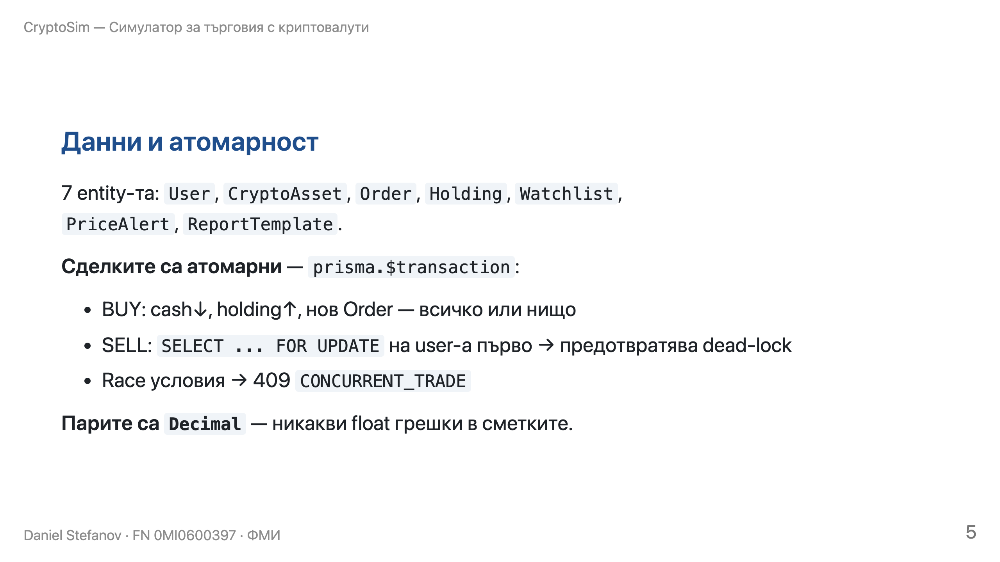 CryptoSim — Симулатор за търговия с криптовалути
Данни и атомарност
7 entity-та: User, CryptoAsset, Order, Holding, Watchlist,
PriceAlert, ReportTemplate.
Сделките са атомарни — prisma.$transaction:
• BUY: cash↓, holding↑, нов Order — всичко или нищо
• SELL: SELECT ... FOR UPDATE на user-а първо → предотвратява dead-lock
• Race условия → 409 CONCURRENT_TRADE
Парите са Decimal — никакви float грешки в сметките.
Daniel Stefanov · FN 0MI0600397 · ФМИ
5